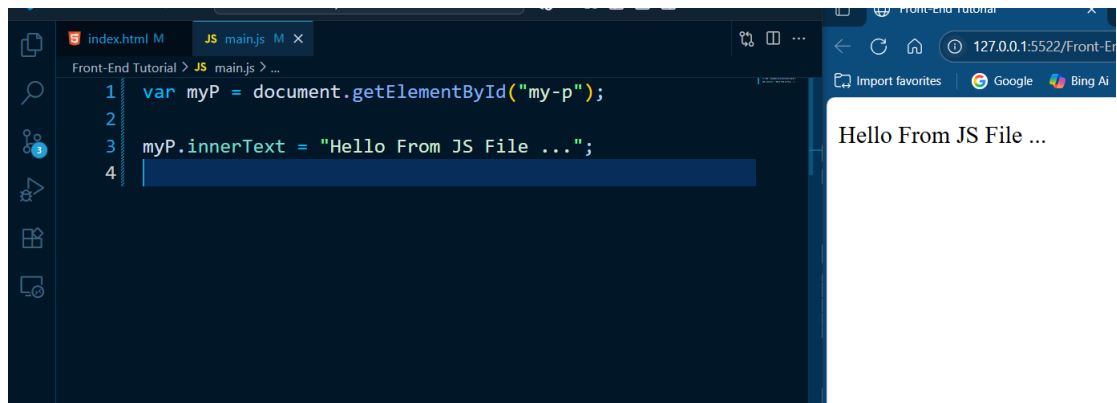 Front-End Tutorial
index.html M
JS main.js M
Front-End Tutorial > JS main.js > ...
127.0.0.1:5522/Front-Er
Import favorites
Google
Bing Ai
1 var myP = document.getElementById("my-p");
2
3 myP.innerText = "Hello From JS File ...";
4
3
Hello From JS File ...